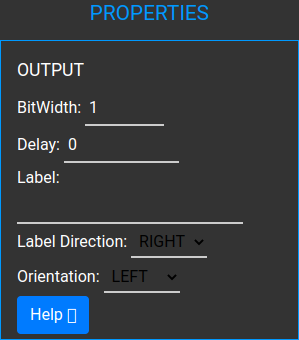 PROPERTIES
OUTPUT
BitWidth: 1
Delay: 0
Label:
Label Direction: RIGHT
Orientation: LEFT
Help